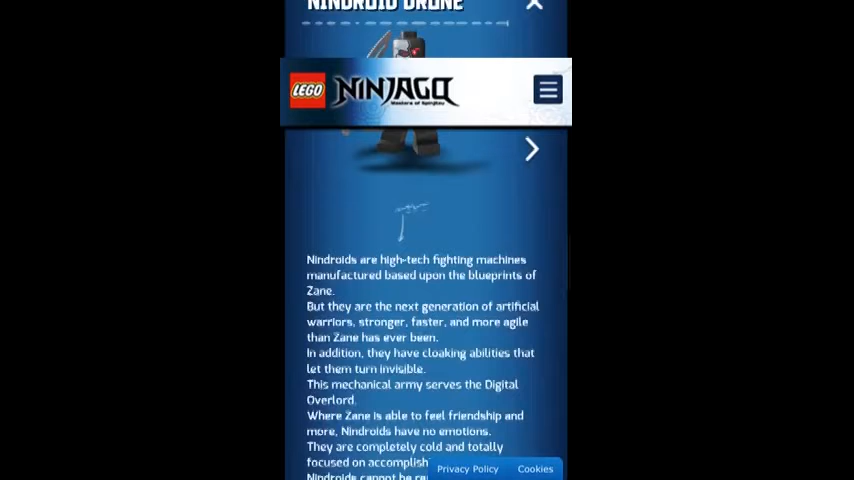 NINDROID DRONE
LEGO NINJAGO
Masters of Spinjitzu
Nindroids are high-tech fighting machines
manufactured based upon the blueprints of
Zane.
But they are the next generation of artificial
warriors, stronger, faster, and more agile
than Zane has ever been.
In addition, they have cloaking abilities that
let them turn invisible.
This mechanical army serves the Digital
Overlord.
Where Zane is able to feel friendship and
more, Nindroids have no emotions.
They are completely cold and totally
focused on accomplish
Nindroids cannot be
Privacy Policy Cookies